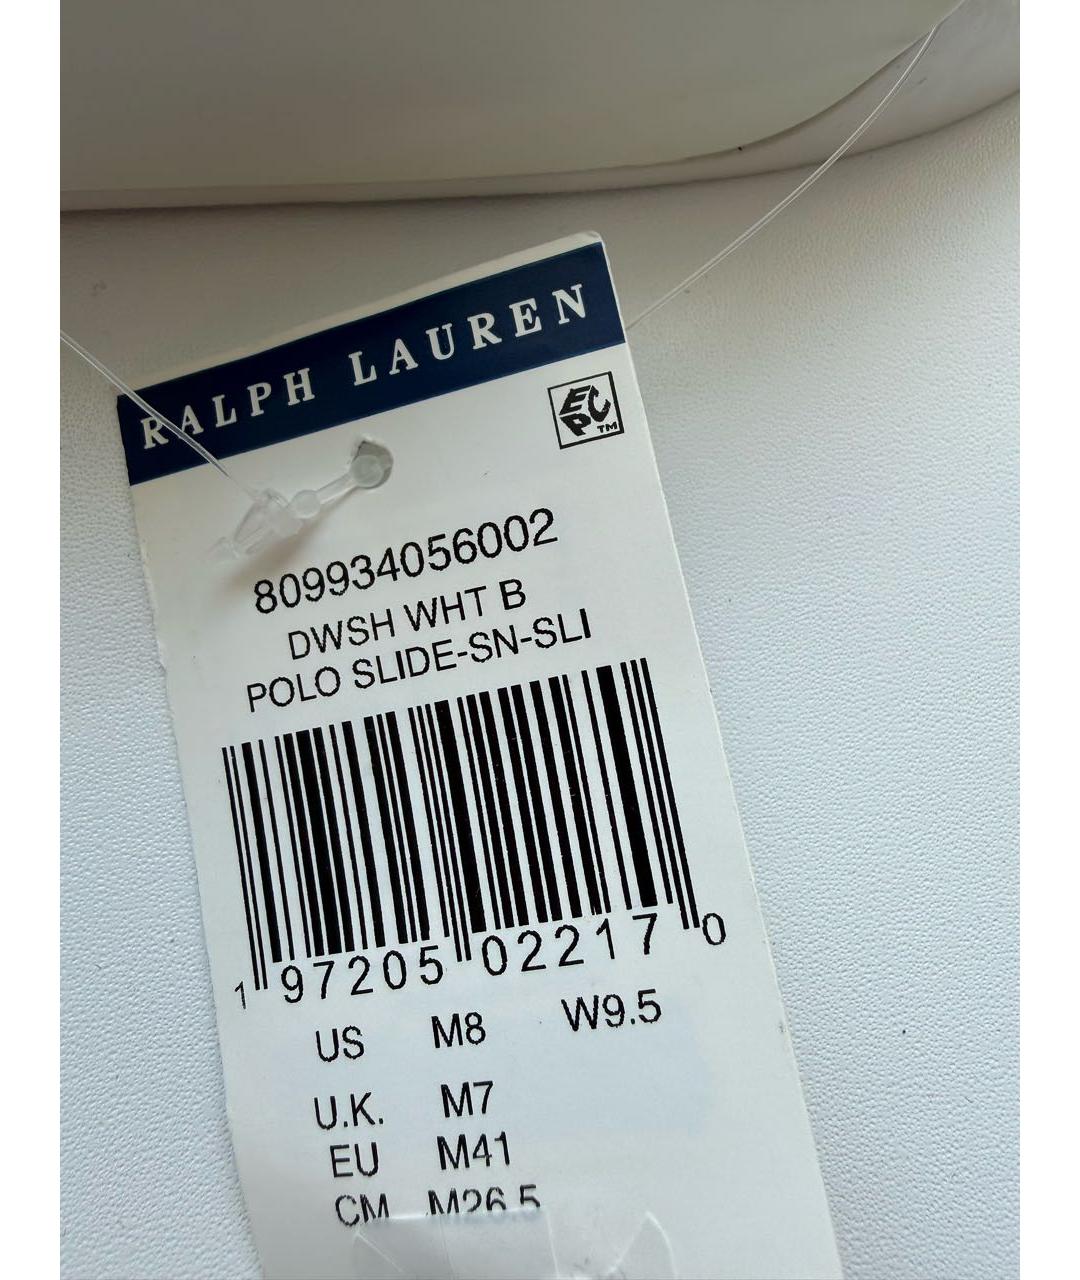 RALPH LAUREN
EPC™
809934056002
DWSH WHT B
POLO SLIDE-SN-SLI
1 97205 02217 0
US M8 W9.5
U.K. M7
EU M41
CM M26.5